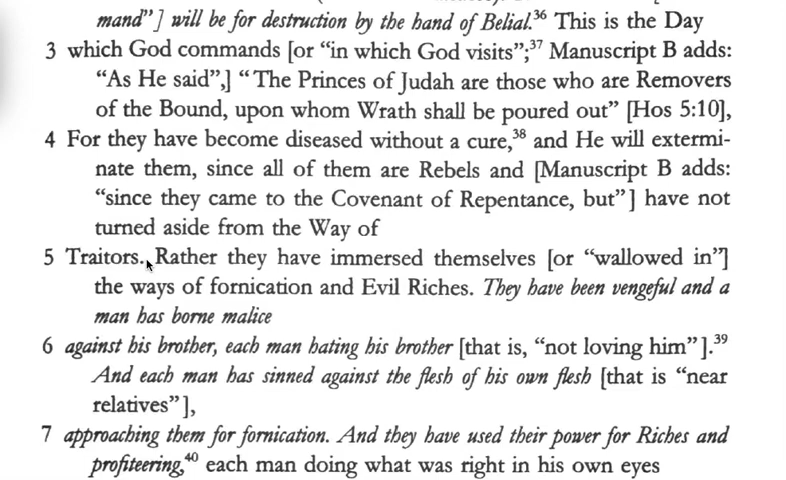 mand”] will be for destruction by the hand of Belial.36 This is the Day
3 which God commands [or “in which God visits”;37 Manuscript B adds:
“As He said”,] “The Princes of Judah are those who are Removers
of the Bound, upon whom Wrath shall be poured out” [Hos 5:10],
4 For they have become diseased without a cure,38 and He will extermi-
nate them, since all of them are Rebels and [Manuscript B adds:
“since they came to the Covenant of Repentance, but”] have not
turned aside from the Way of
5 Traitors. Rather they have immersed themselves [or “wallowed in”]
the ways of fornication and Evil Riches. They have been vengeful and a
man has borne malice
6 against his brother, each man hating his brother [that is, “not loving him”].39
And each man has sinned against the flesh of his own flesh [that is “near
relatives”],
7 approaching them for fornication. And they have used their power for Riches and
profiteering,40 each man doing what was right in his own eyes